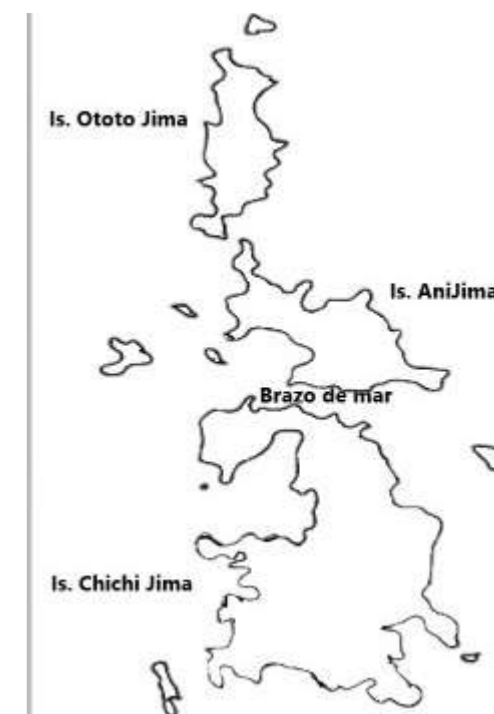 Is. Ototo Jima
Is. AniJima
Brazo de mar
Is. Chichi Jima